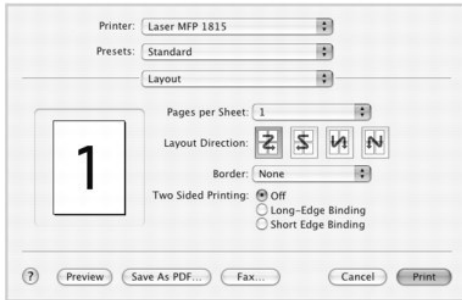 Printer: Laser MFP 1815
Presets: Standard
Layout
Pages per Sheet: 1
Layout Direction:
1
Border: None
Two Sided Printing: Off
Long-Edge Binding
Short Edge Binding
? Preview Save As PDF... Fax... Cancel Print